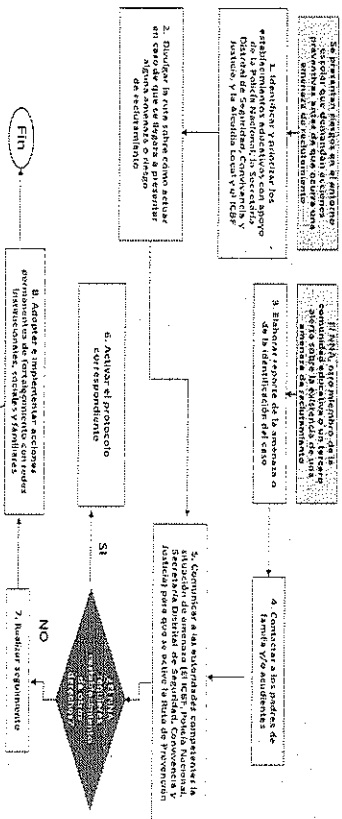 Se presentan riesgos en el entorno
escolar que demandan acciones
preventivas antes de que ocurra una
amenaza de reclutamiento
1. Identificar y priorizar los
establecimientos educativos con apoyo
de la Policía Nacional, la Secretaría
Distrital de Seguridad, Convivencia y
Justicia, y la Alcaldía Local y el ICBF
2. Divulgar la ruta sobre cómo actuar
en caso de que se llegara a presentar
alguna amenaza o riesgo
de reclutamiento
El NNA, otro miembro de la
comunidad educativa o un tercero
alerta sobre la existencia de una
amenaza de reclutamiento
3. Elaborar reporte de la amenaza o
de la identificación del caso
4. Contactar a los padres de
familia y/o acudientes
5. Comunicar a las autoridades competentes la
situación de amenaza (El ICBF, Policía Nacional,
Secretaría Distrital de Seguridad, Convivencia y
Justicia) para que se active la Ruta de Prevención
SÍ
NO
6. Activar el protocolo
correspondiente
7. Realizar seguimiento
8. Adoptar e implementar acciones
permanentes de fortalecimiento con redes
institucionales, sociales y familiares
Fin